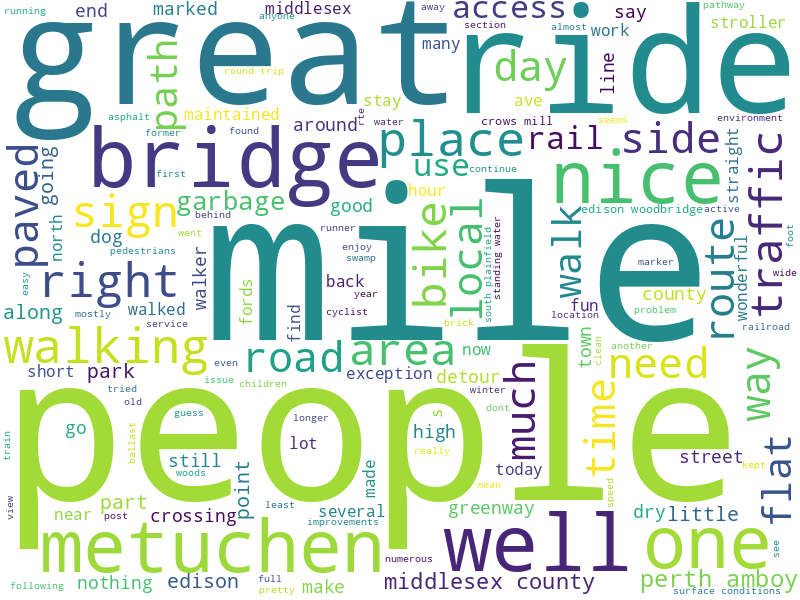 running
end
marked
middlesex
anyone
away
access
section
many
say
almost
work
pathway
stroller
great
ride
path
round trip
day
line
asphalt
maintained
stay
ave
former
found
around
rte
water
crows mill
seems
environment
bridge
place
rail
side
paved
going
first
use
continue
nice
straight
traffic
sign
garbage
hour
good
bike
local
edison woodbridge
active
north
dog
behind
mile
runner
walk
route
wonderful
foot
went
pedestrians
enjoy
swamp
standing water
south plainfield
marker
wide
easy
right
walker
fords
find
back
year
fun
county
location
problem
mostly
walked
along
service
cyclist
brick
town
clean
railroad
walking
even
road
area
now
another
need
way
short
park
issue
children
exception
detour
winter
much
time
kept
tried
old
people
dont
flat
guess
longer
s
go
lot
high
really
train
ballast
still
woods
point
made
today
mean
speed
street
view
part
least
several
near
post
crossing
improvements
greenway
dry
little
see
metuchen
numerous
well
one
following
nothing
edison
full
pretty
make
middlesex county
perth amboy
surface conditions